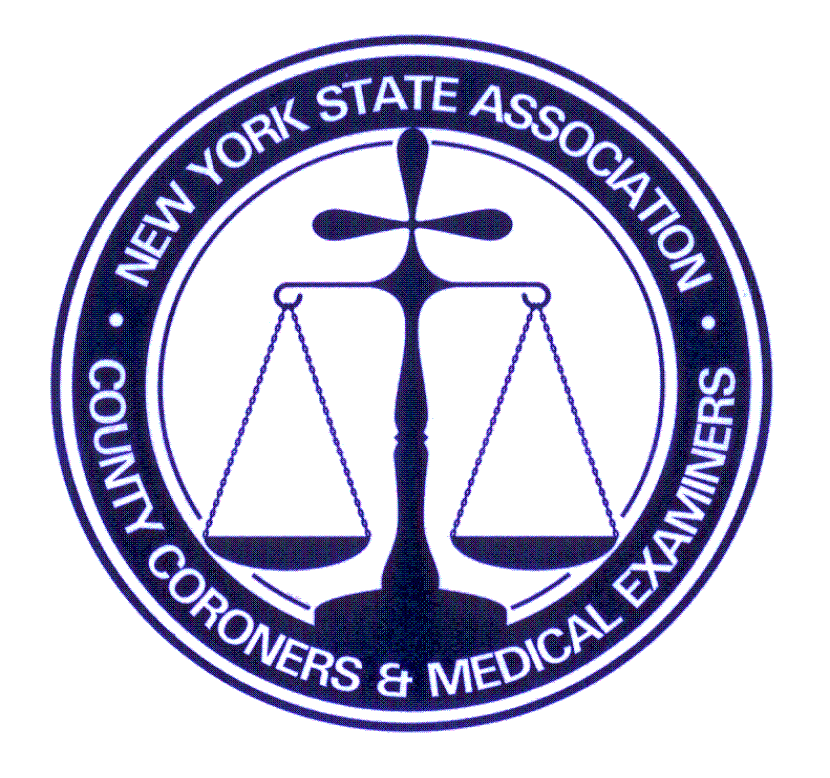 NEW YORK STATE ASSOCIATION
COUNTY CORONERS & MEDICAL EXAMINERS